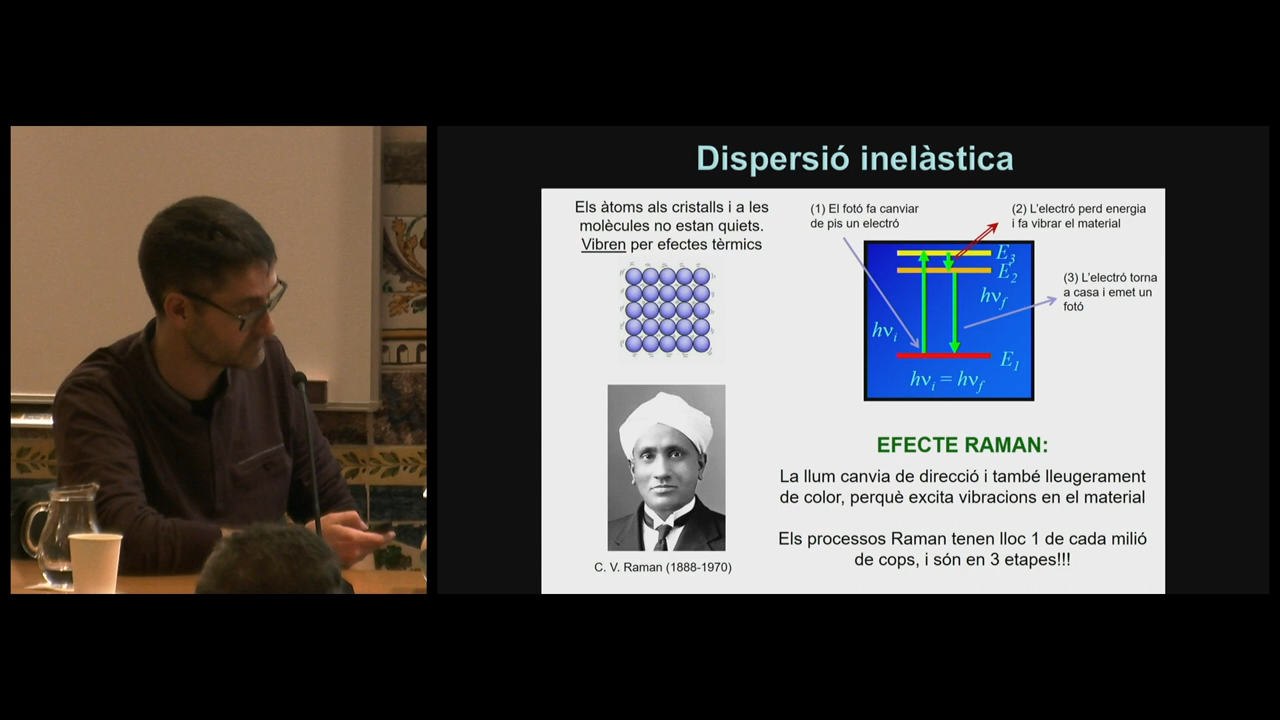 Dispersió inelàstica
Els àtoms als cristalls i a les
molècules no estan quiets.
Vibren per efectes tèrmics
(1) El fotó fa canviar
de pis un electró
(2) L'electró perd energia
i fa vibrar el material
(3) L'electró torna
a casa i emet un
fotó
E3
E2
hνf
hνi
E1
hνi = hνf
C. V. Raman (1888-1970)
EFECTE RAMAN:
La llum canvia de direcció i també lleugerament
de color, perquè excita vibracions en el material
Els processos Raman tenen lloc 1 de cada milió
de cops, i són en 3 etapes!!!